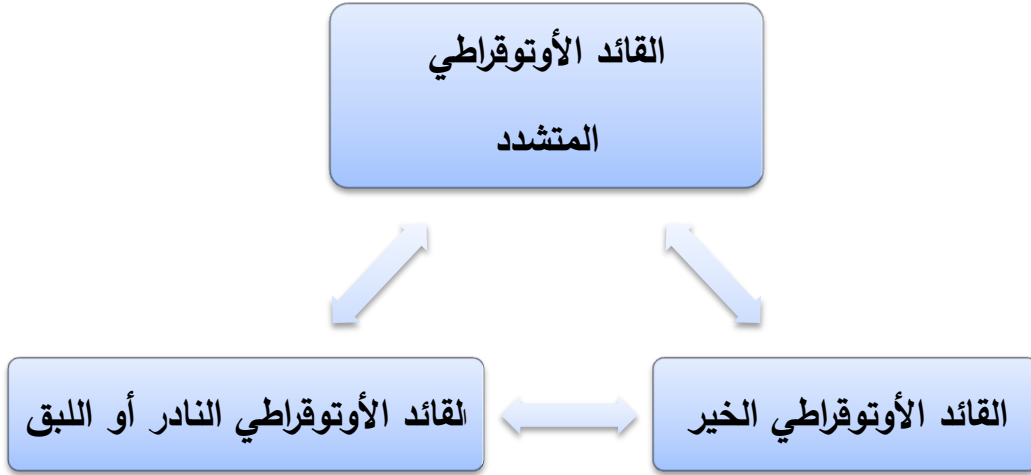 القائد الأوتوقراطي
المتشدد
القائد الأوتوقراطي الخير
القائد الأوتوقراطي النادر أو اللبق